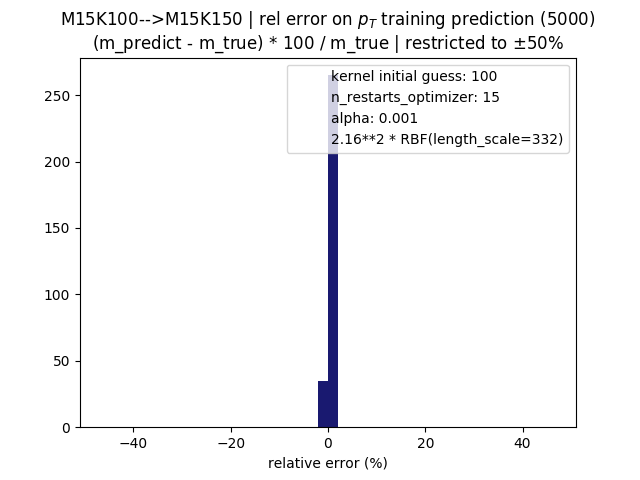 M15K100-->M15K150 | rel error on p_T training prediction (5000)
(m_predict - m_true) * 100 / m_true | restricted to ±50%
kernel initial guess: 100
n_restarts_optimizer: 15
alpha: 0.001
2.16**2 * RBF(length_scale=332)
250
200
150
100
50
0
−40 −20 0 20 40
relative error (%)